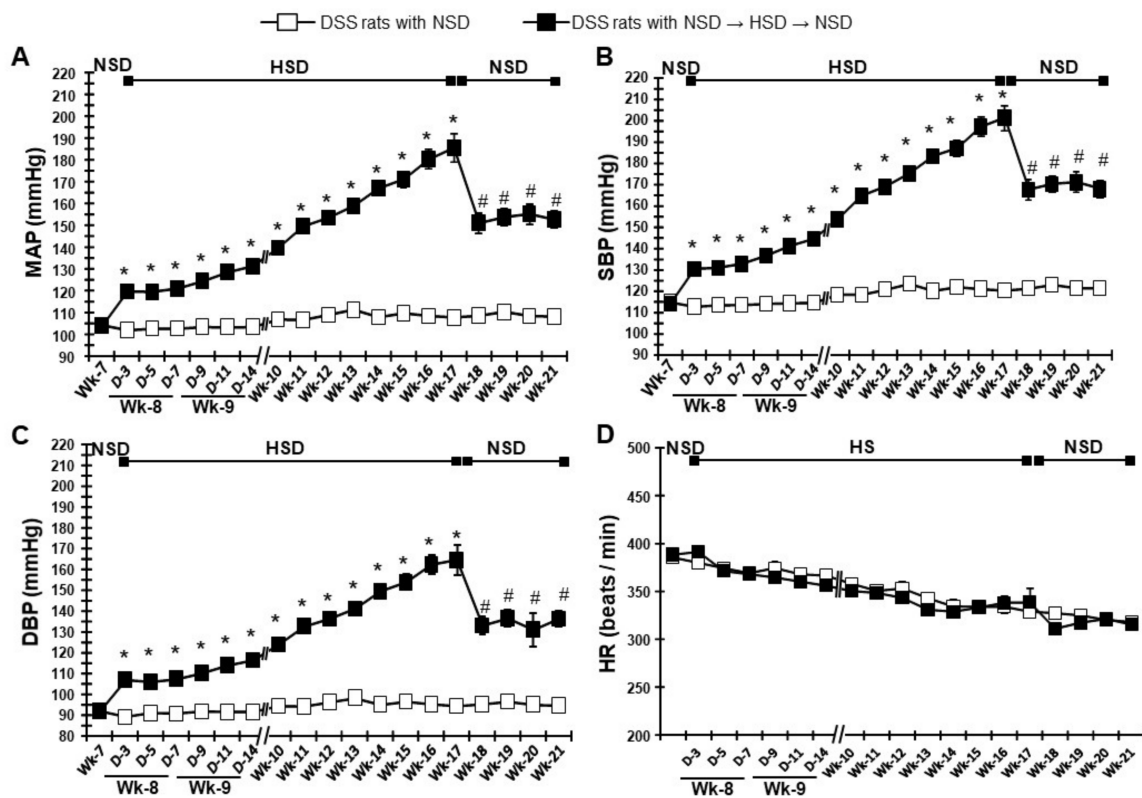 DSS rats with NSD DSS rats with NSD → HSD → NSD
A
NSD HSD NSD
MAP (mmHg)
220
210
200
190
180
170
160
150
140
130
120
110
100
90
* * * * * * * * * * * * * *
# # # #
Wk-7 D-3 D-5 D-7 D-9 D-11 D-14 Wk-10 Wk-11 Wk-12 Wk-13 Wk-14 Wk-15 Wk-16 Wk-17 Wk-18 Wk-19 Wk-20 Wk-21
Wk-8 Wk-9
B
NSD HSD NSD
SBP (mmHg)
220
210
200
190
180
170
160
150
140
130
120
110
100
90
* * * * * * * * * * * * * *
# # # #
Wk-7 D-3 D-5 D-7 D-9 D-11 D-14 Wk-10 Wk-11 Wk-12 Wk-13 Wk-14 Wk-15 Wk-16 Wk-17 Wk-18 Wk-19 Wk-20 Wk-21
Wk-8 Wk-9
C
NSD HSD NSD
DBP (mmHg)
220
210
200
190
180
170
160
150
140
130
120
110
100
90
80
* * * * * * * * * * * * * *
# # # #
Wk-7 D-3 D-5 D-7 D-9 D-11 D-14 Wk-10 Wk-11 Wk-12 Wk-13 Wk-14 Wk-15 Wk-16 Wk-17 Wk-18 Wk-19 Wk-20 Wk-21
Wk-8 Wk-9
D
NSD HS NSD
HR (beats / min)
500
450
400
350
300
250
200
D-3 D-5 D-7 D-9 D-11 D-14 Wk-10 Wk-11 Wk-12 Wk-13 Wk-14 Wk-15 Wk-16 Wk-17 Wk-18 Wk-19 Wk-20 Wk-21
Wk-8 Wk-9